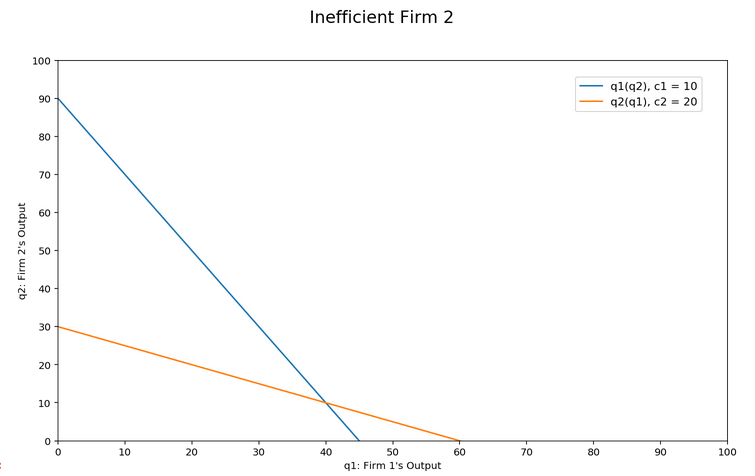 Inefficient Firm 2
q1(q2), c1 = 10
q2(q1), c2 = 20
q2: Firm 2's Output
100
90
80
70
60
50
40
30
20
10
0
0 10 20 30 40 50 60 70 80 90 100
q1: Firm 1's Output